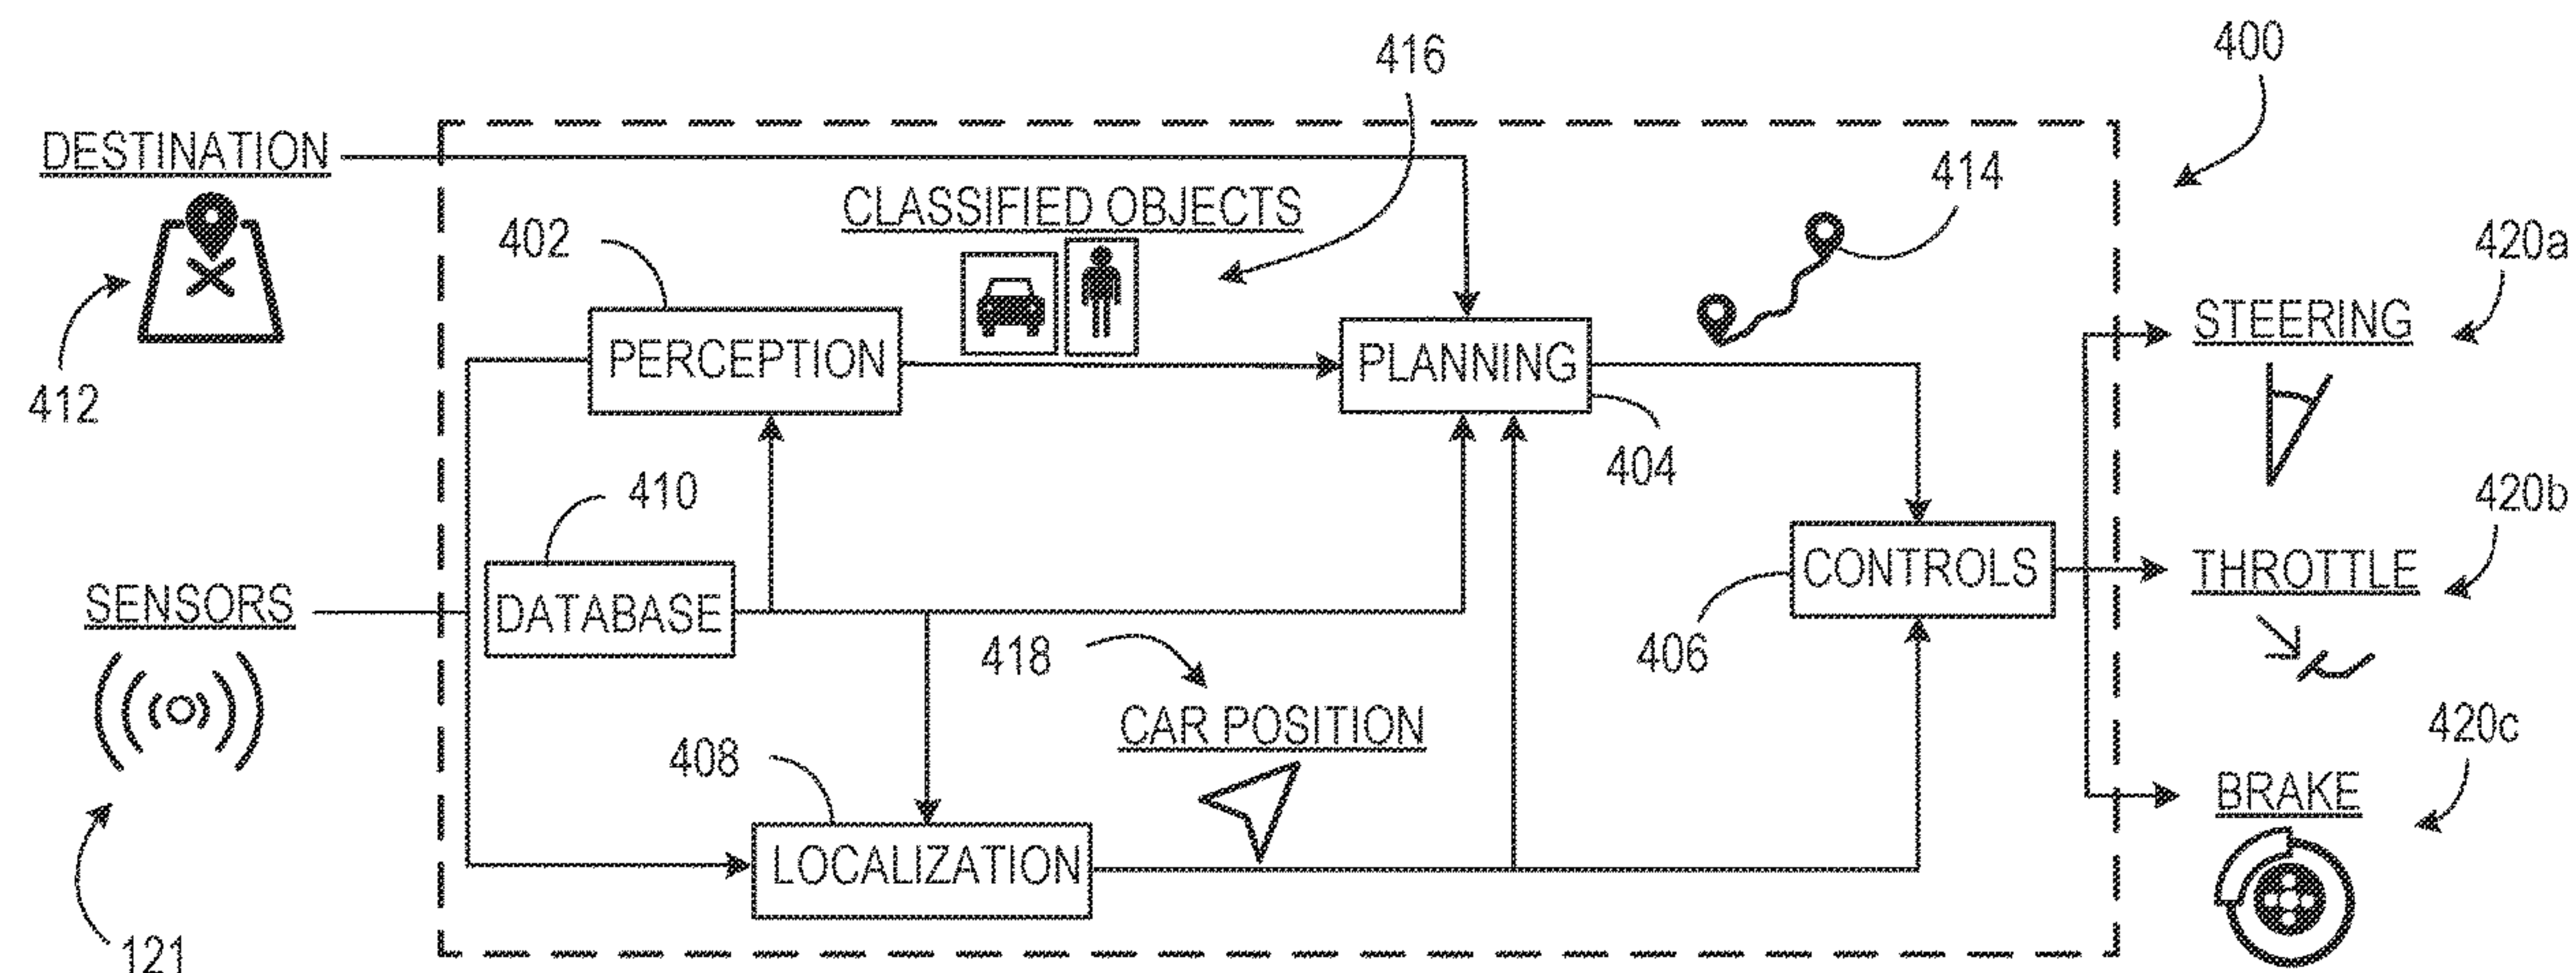 400
416
DESTINATION
414
CLASSIFIED OBJECTS
402
420a
STEERING
PERCEPTION
PLANNING
412
404
410
420b
CONTROLS
THROTTLE
SENSORS
DATABASE
418
406
CAR POSITION
420c
408
BRAKE
LOCALIZATION
121